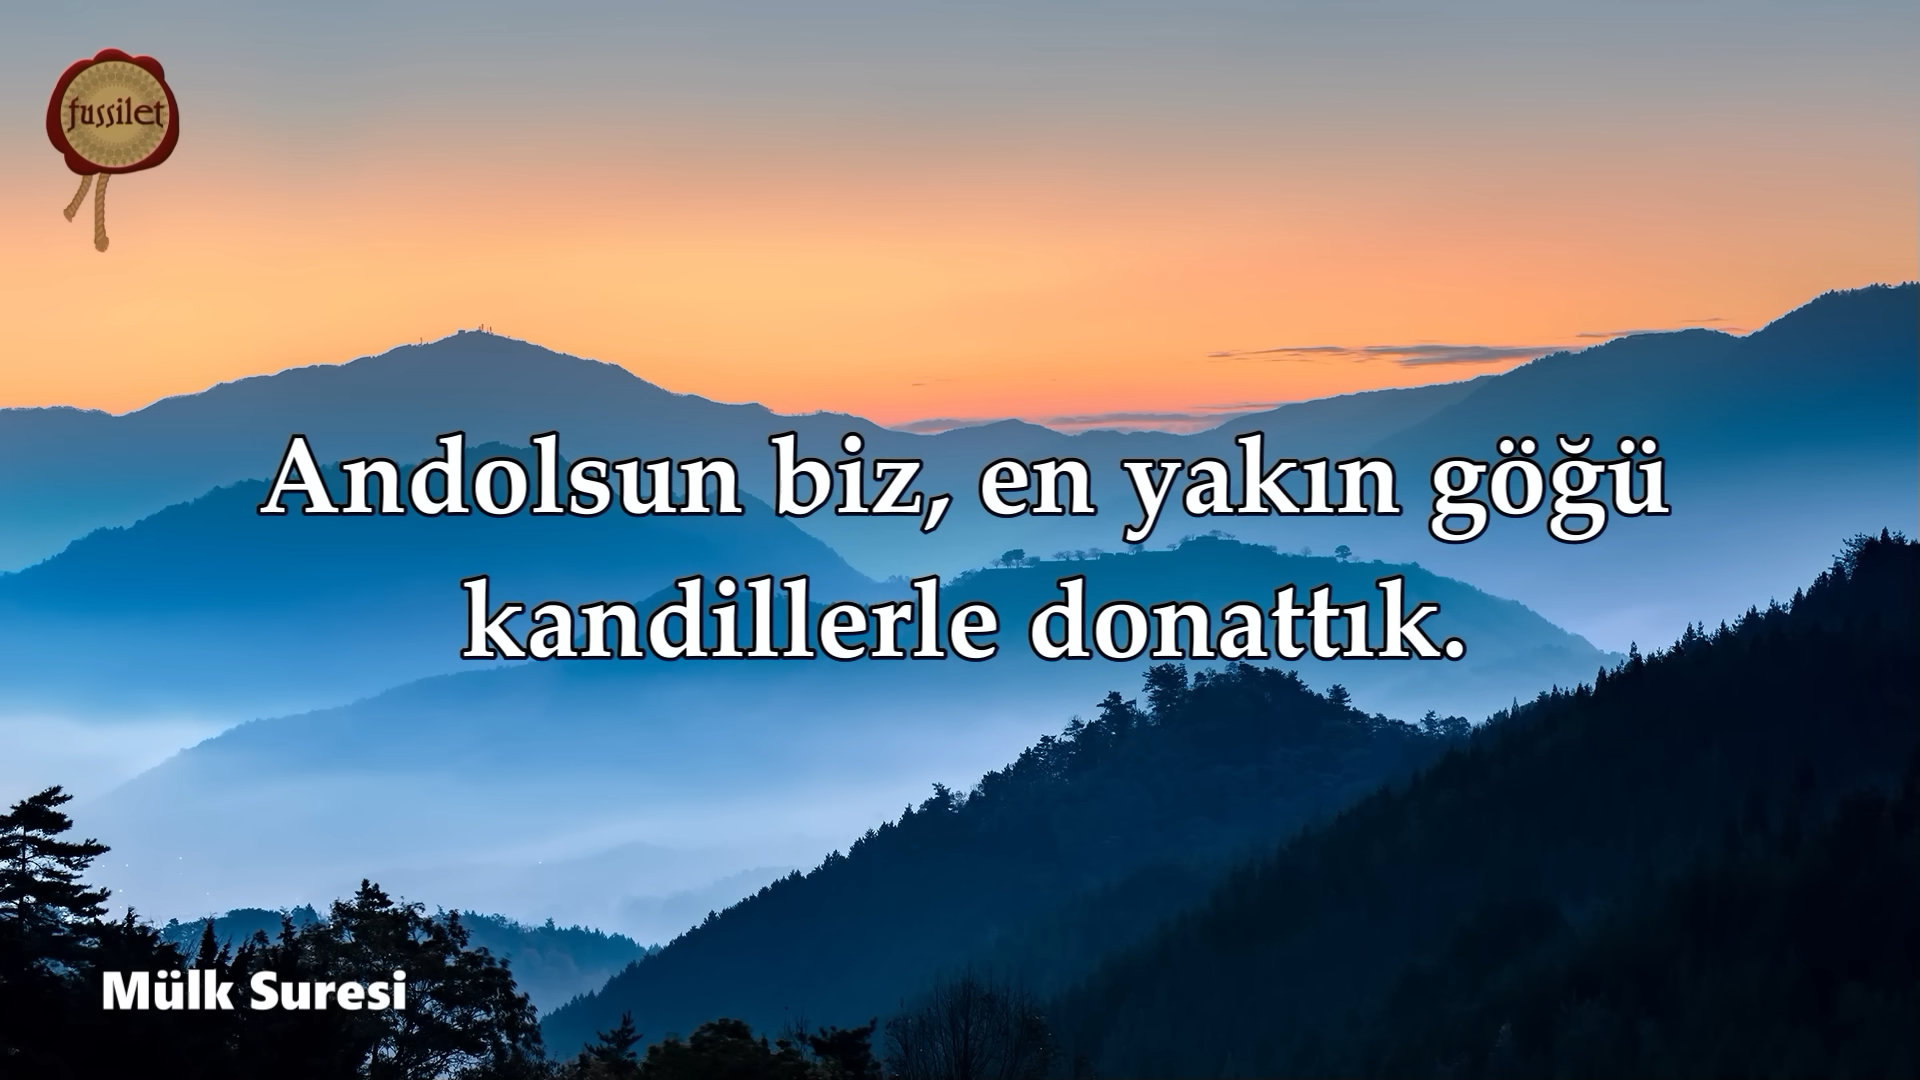 fussilet
Andolsun biz, en yakın göğü
kandillerle donattık.
Mülk Suresi